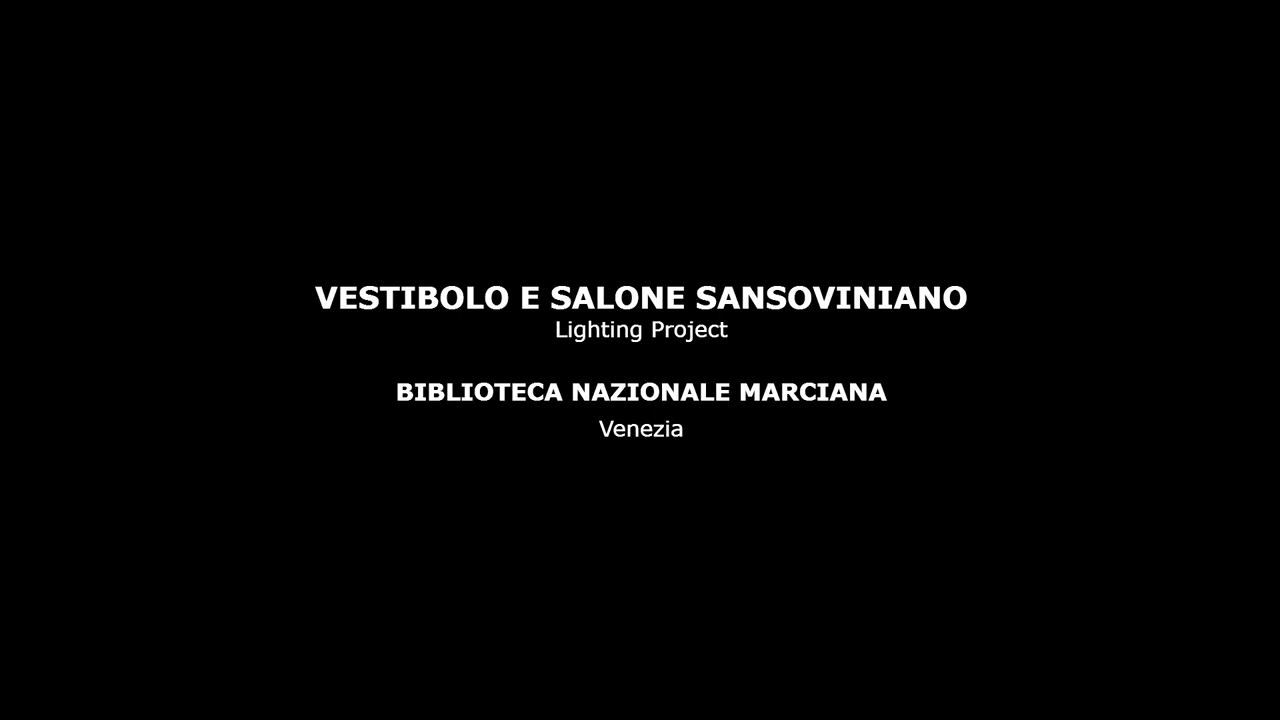 VESTIBOLO E SALONE SANSOVINIANO
Lighting Project
BIBLIOTECA NAZIONALE MARCIANA
Venezia